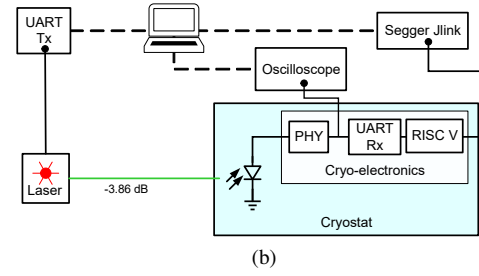 UART
Tx
Segger Jlink
Oscilloscope
PHY
UART
Rx
RISC V
Cryo-electronics
Laser
-3.86 dB
Cryostat
(b)